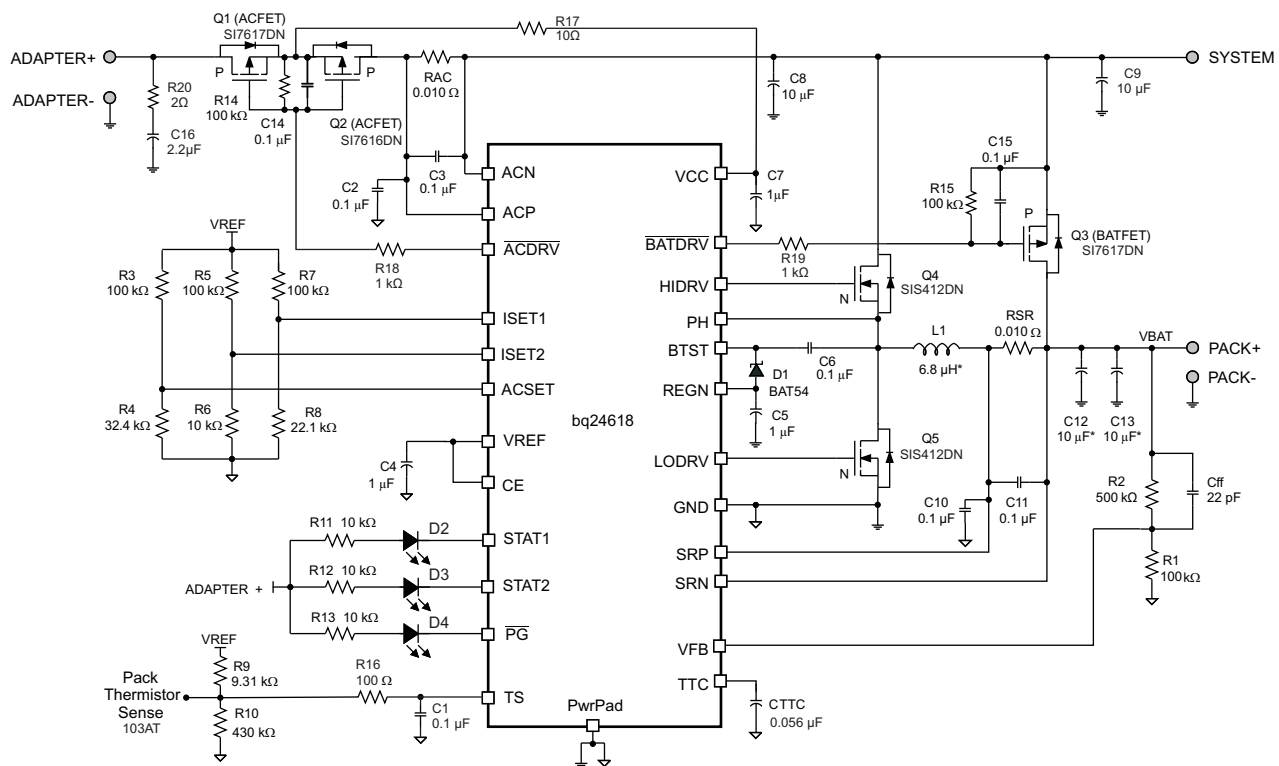 Q1 (ACFET)
SI7617DN
R17
10Ω
ADAPTER+
P
P
RAC
0.010 Ω
SYSTEM
R20
2Ω
C8
10 µF
C9
10 µF
ADAPTER-
R14
100 kΩ
C14
0.1 µF
Q2 (ACFET)
SI7616DN
C16
2.2µF
C15
0.1 µF
C2
0.1 µF
C3
0.1 µF
ACN
VCC
C7
1µF
R15
100 kΩ
P
ACP
VREF
ACDRV
BATDRV
Q3 (BATFET)
SI7617DN
R18
1 kΩ
R19
1 kΩ
R3
100 kΩ
R5
100 kΩ
R7
100 kΩ
HIDRV
N
Q4
SIS412DN
ISET1
PH
L1
6.8 µH*
RSR
0.010 Ω
VBAT
ISET2
BTST
C6
0.1 µF
PACK+
ACSET
REGN
D1
BAT54
PACK-
R4
32.4 kΩ
R6
10 kΩ
R8
22.1 kΩ
bq24618
C5
1 µF
C12
10 µF*
C13
10 µF*
VREF
LODRV
N
Q5
SIS412DN
C4
1 µF
CE
GND
C10
0.1 µF
C11
0.1 µF
R2
500 kΩ
Cff
22 pF
R11 10 kΩ
D2
STAT1
SRP
ADAPTER +
R12 10 kΩ
D3
STAT2
SRN
R1
100kΩ
R13 10 kΩ
D4
PG
VFB
VREF
R9
9.31 kΩ
Pack
Thermistor
Sense
103AT
R16
100 Ω
TS
TTC
R10
430 kΩ
C1
0.1 µF
PwrPad
CTTC
0.056 µF